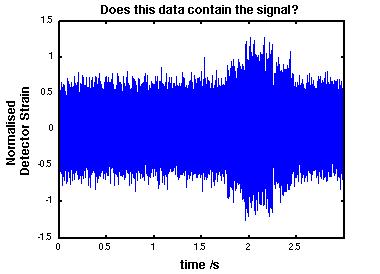 Does this data contain the signal?
1.5
1
0.5
0
-0.5
-1
-1.5
Normalised
Detector Strain
0 0.5 1 1.5 2 2.5
time /s